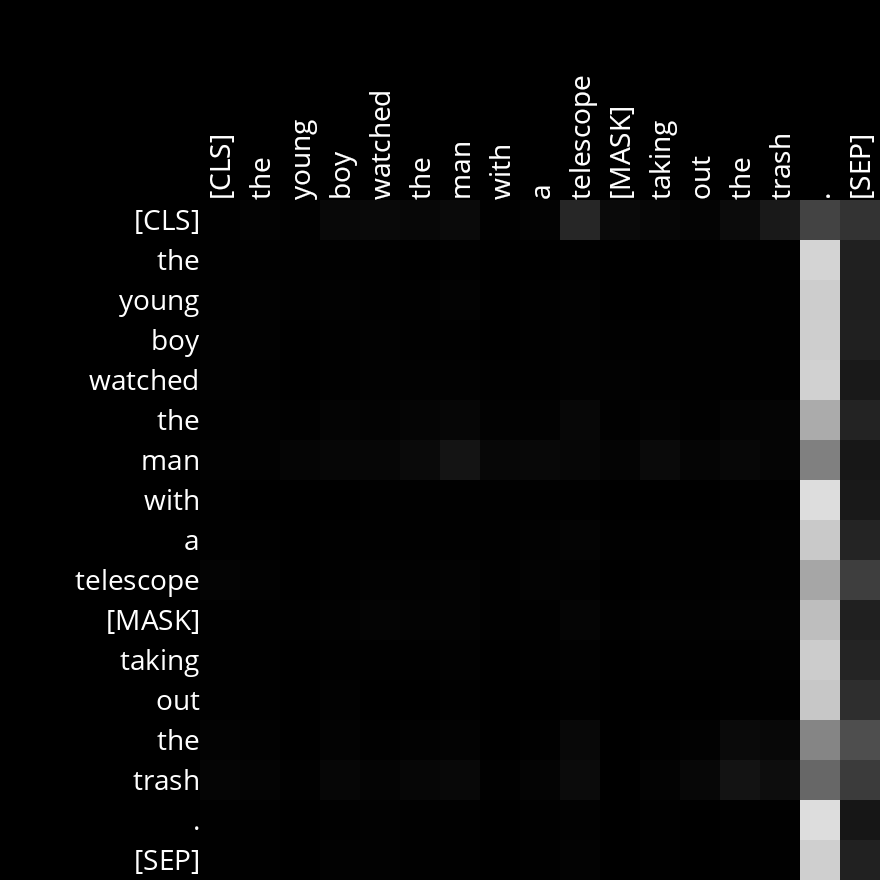 [CLS] the young boy watched the man with a telescope [MASK] taking out the trash . [SEP]
[CLS]
the
young
boy
watched
the
man
with
a
telescope
[MASK]
taking
out
the
trash
.
[SEP]